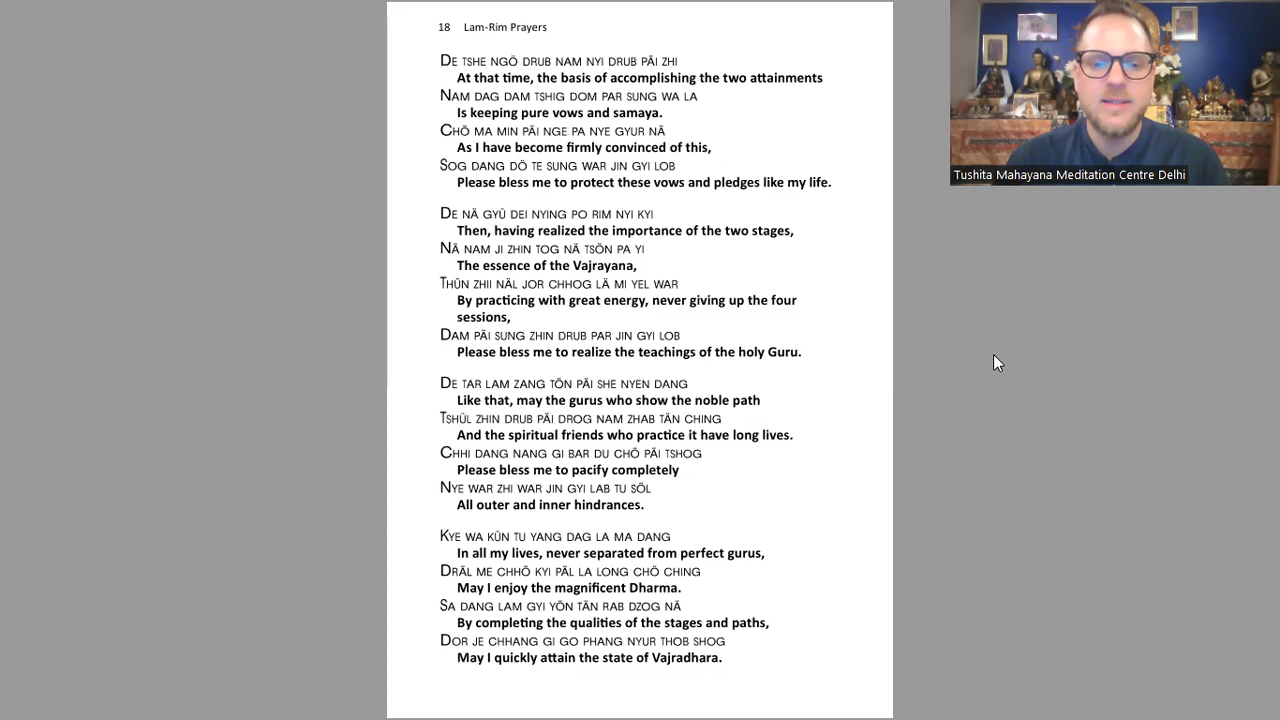 18 Lam-Rim Prayers
DE TSHE NGÖ DRUB NAM NYI DRUB PÄI ZHI
At that time, the basis of accomplishing the two attainments
NAM DAG DAM TSHIG DOM PAR SUNG WA LA
Is keeping pure vows and samaya.
CHÖ MA MIN PÄI NGE PA NYE GYUR NÄ
As I have become firmly convinced of this,
SOG DANG DÖ TE SUNG WAR JIN GYI LOB
Please bless me to protect these vows and pledges like my life.
DE NÄ GYÜ DEI NYING PO RIM NYI KYI
Then, having realized the importance of the two stages,
NÄ NAM JI ZHIN TOG NÄ TSÖN PA YI
The essence of the Vajrayana,
THÜN ZHII NÄL JOR CHHOG LÄ MI YEL WAR
By practicing with great energy, never giving up the four
sessions,
DAM PÄI SUNG ZHIN DRUB PAR JIN GYI LOB
Please bless me to realize the teachings of the holy Guru.
DE TAR LAM ZANG TÖN PÄI SHE NYEN DANG
Like that, may the gurus who show the noble path
TSHÜL ZHIN DRUB PÄI DROG NAM ZHAB TÄN CHING
And the spiritual friends who practice it have long lives.
CHHI DANG NANG GI BAR DU CHÖ PÄI TSHOG
Please bless me to pacify completely
NYE WAR ZHI WAR JIN GYI LAB TU SÖL
All outer and inner hindrances.
KYE WA KÜN TU YANG DAG LA MA DANG
In all my lives, never separated from perfect gurus,
DRÄL ME CHHÖ KYI PÄL LA LONG CHÖ CHING
May I enjoy the magnificent Dharma.
SA DANG LAM GYI YÖN TÄN RAB DZOG NÄ
By completing the qualities of the stages and paths,
DOR JE CHHANG GI GO PHANG NYUR THOB SHOG
May I quickly attain the state of Vajradhara.
Tushita Mahayana Meditation Centre Delhi